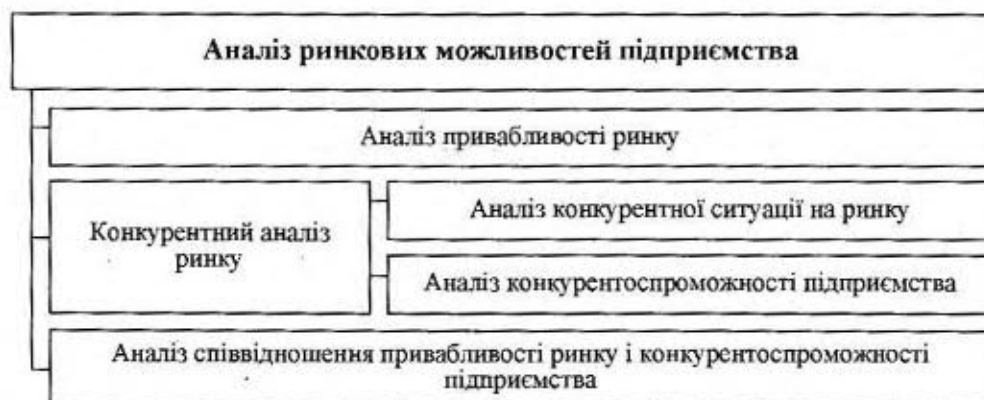 Аналіз ринкових можливостей підприємства
Аналіз привабливості ринку
Конкурентний аналіз
ринку
Аналіз конкурентної ситуації на ринку
Аналіз конкурентоспроможності підприємства
Аналіз співвідношення привабливості ринку і конкурентоспроможності
підприємства